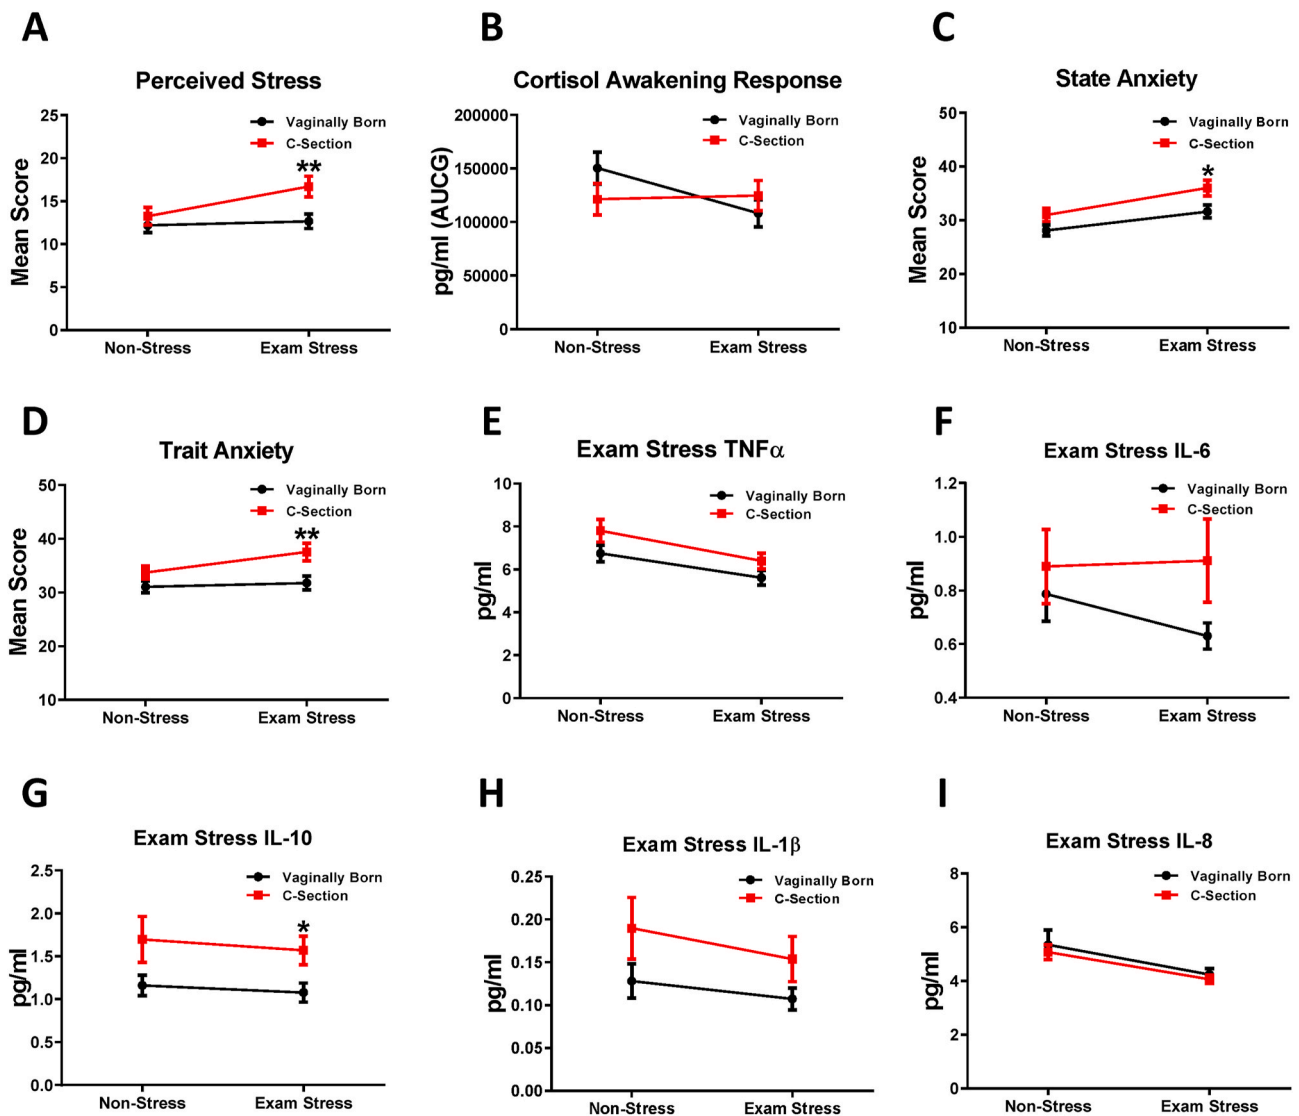 A
Perceived Stress
Mean Score
25
20
15
10
5
0
Vaginally Born
C-Section
**
Non-Stress
Exam Stress
B
Cortisol Awakening Response
pg/ml (AUCG)
200000
150000
100000
50000
0
Vaginally Born
C-Section
Non-Stress
Exam Stress
C
State Anxiety
Mean Score
50
40
30
20
10
Vaginally Born
C-Section
*
Non-Stress
Exam Stress
D
Trait Anxiety
Mean Score
50
40
30
20
10
Vaginally Born
C-Section
**
Non-Stress
Exam Stress
E
Exam Stress TNFα
pg/ml
10
8
6
4
2
0
Vaginally Born
C-Section
Non-Stress
Exam Stress
F
Exam Stress IL-6
pg/ml
1.2
1.0
0.8
0.6
0.4
Vaginally Born
C-Section
Non-Stress
Exam Stress
G
Exam Stress IL-10
pg/ml
2.5
2.0
1.5
1.0
0.5
0.0
Vaginally Born
C-Section
*
Non-Stress
Exam Stress
H
Exam Stress IL-1β
pg/ml
0.25
0.20
0.15
0.10
0.05
0.00
Vaginally Born
C-Section
Non-Stress
Exam Stress
I
Exam Stress IL-8
pg/ml
8
6
4
2
0
Vaginally Born
C-Section
Non-Stress
Exam Stress